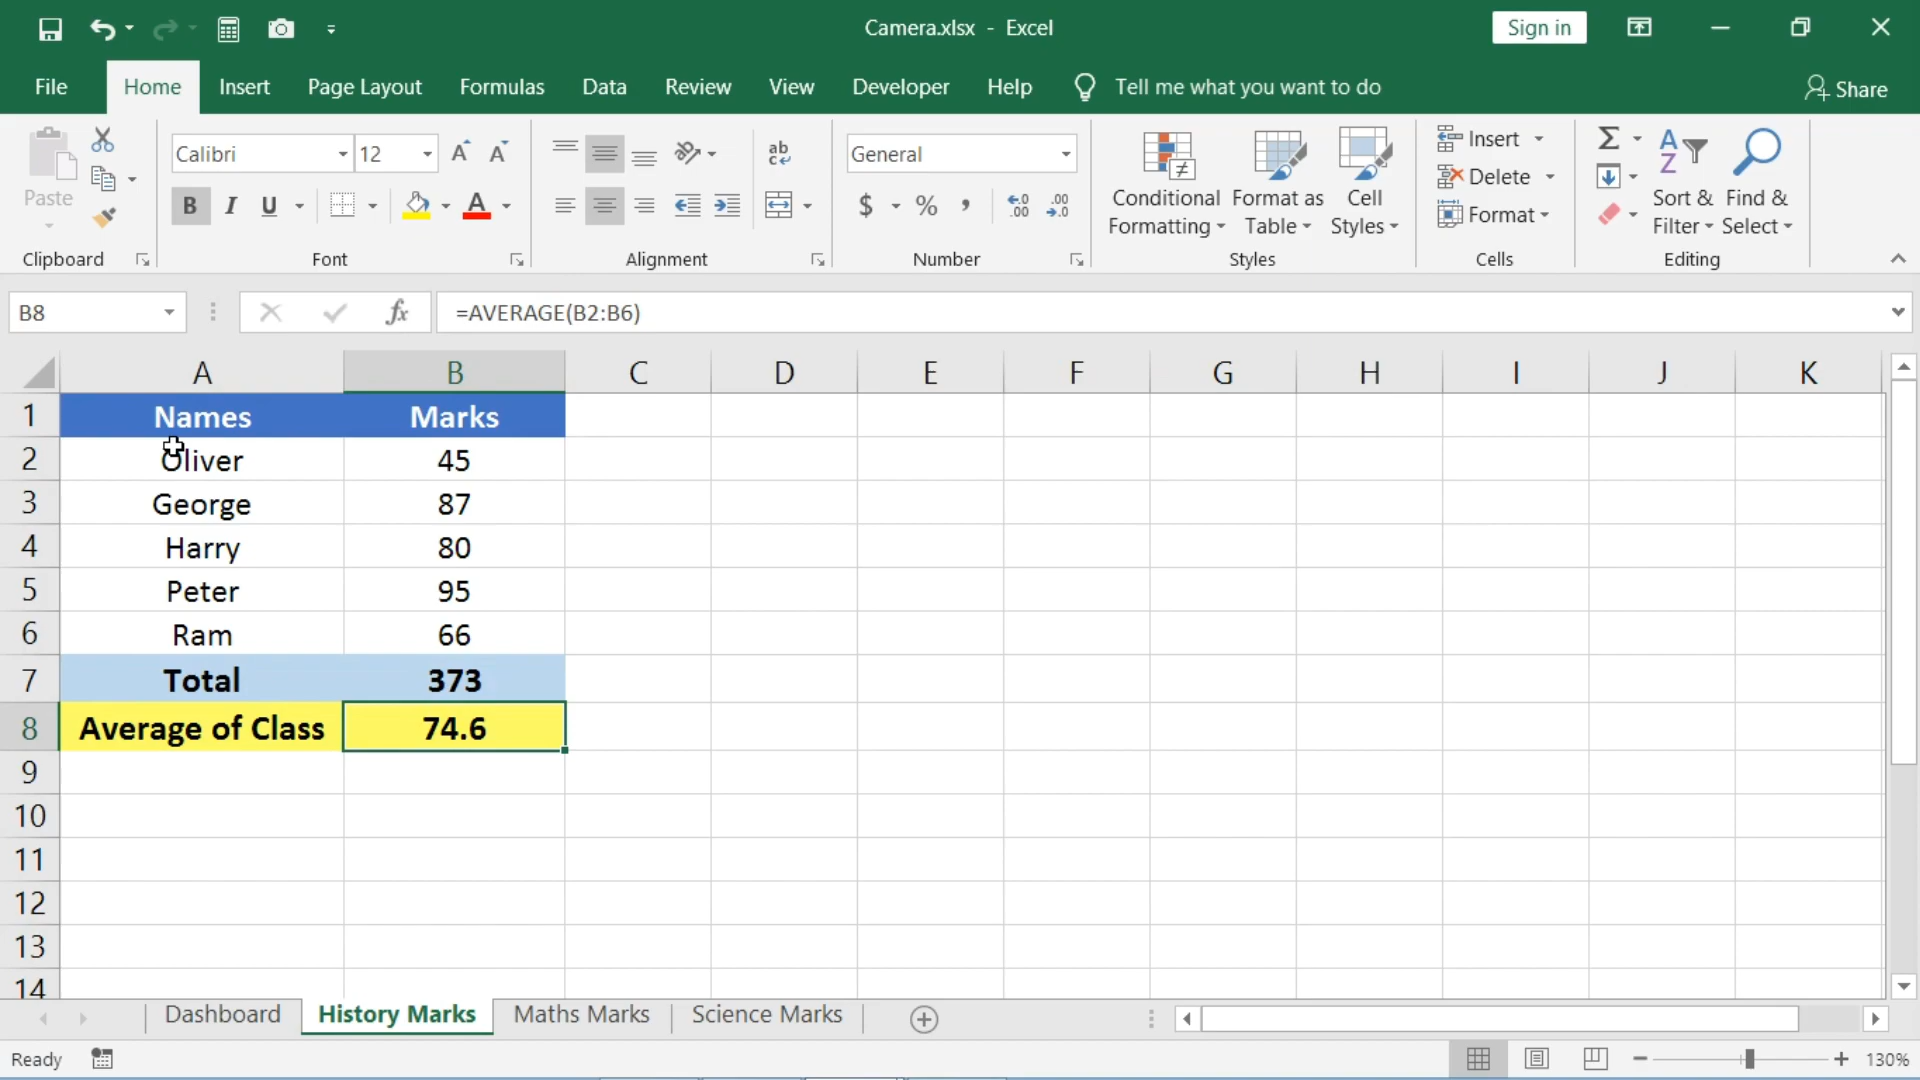 Camera.xlsx - Excel
Sign in
File Home Insert Page Layout Formulas Data Review View Developer Help Tell me what you want to do Share
Paste
Clipboard
Calibri 12
B I U A
Font
ab
Alignment
General
$ % ,
Number
Conditional Formatting
Format as Table
Cell Styles
Styles
Insert
Delete
Format
Cells
Sort & Filter
Find & Select
Editing
B8 fx =AVERAGE(B2:B6)
A B C D E F G H I J K
1 Names Marks
2 Oliver 45
3 George 87
4 Harry 80
5 Peter 95
6 Ram 66
7 Total 373
8 Average of Class 74.6
9
10
11
12
13
14
Dashboard History Marks Maths Marks Science Marks
Ready 130%